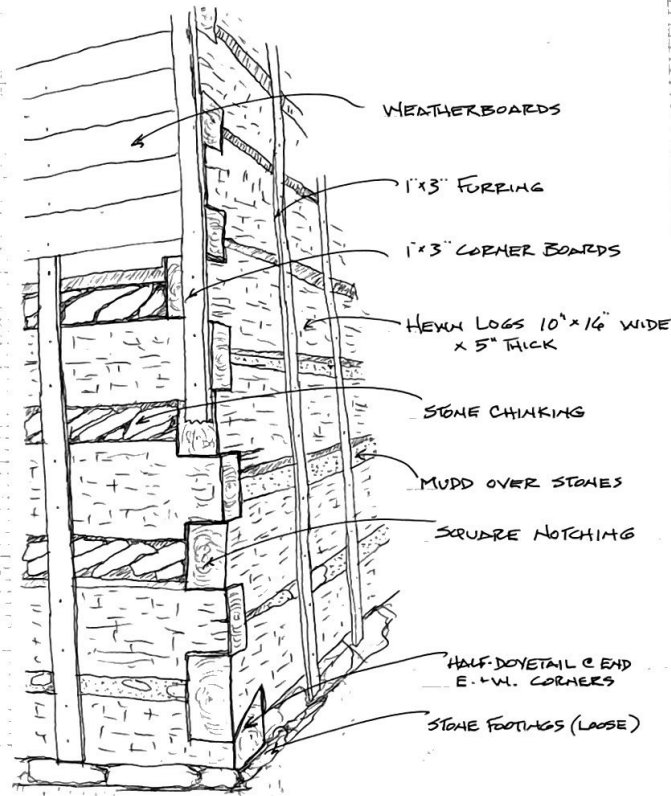 WEATHERBOARDS
1"x3" FURRING
1"x3" CORNER BOARDS
HEWN LOGS 10"x16" WIDE
x 5" THICK
STONE CHINKING
MUDD OVER STONES
SQUARE NOTCHING
HALF-DOVETAIL @ END
E.+W. CORNERS
STONE FOOTINGS (LOOSE)